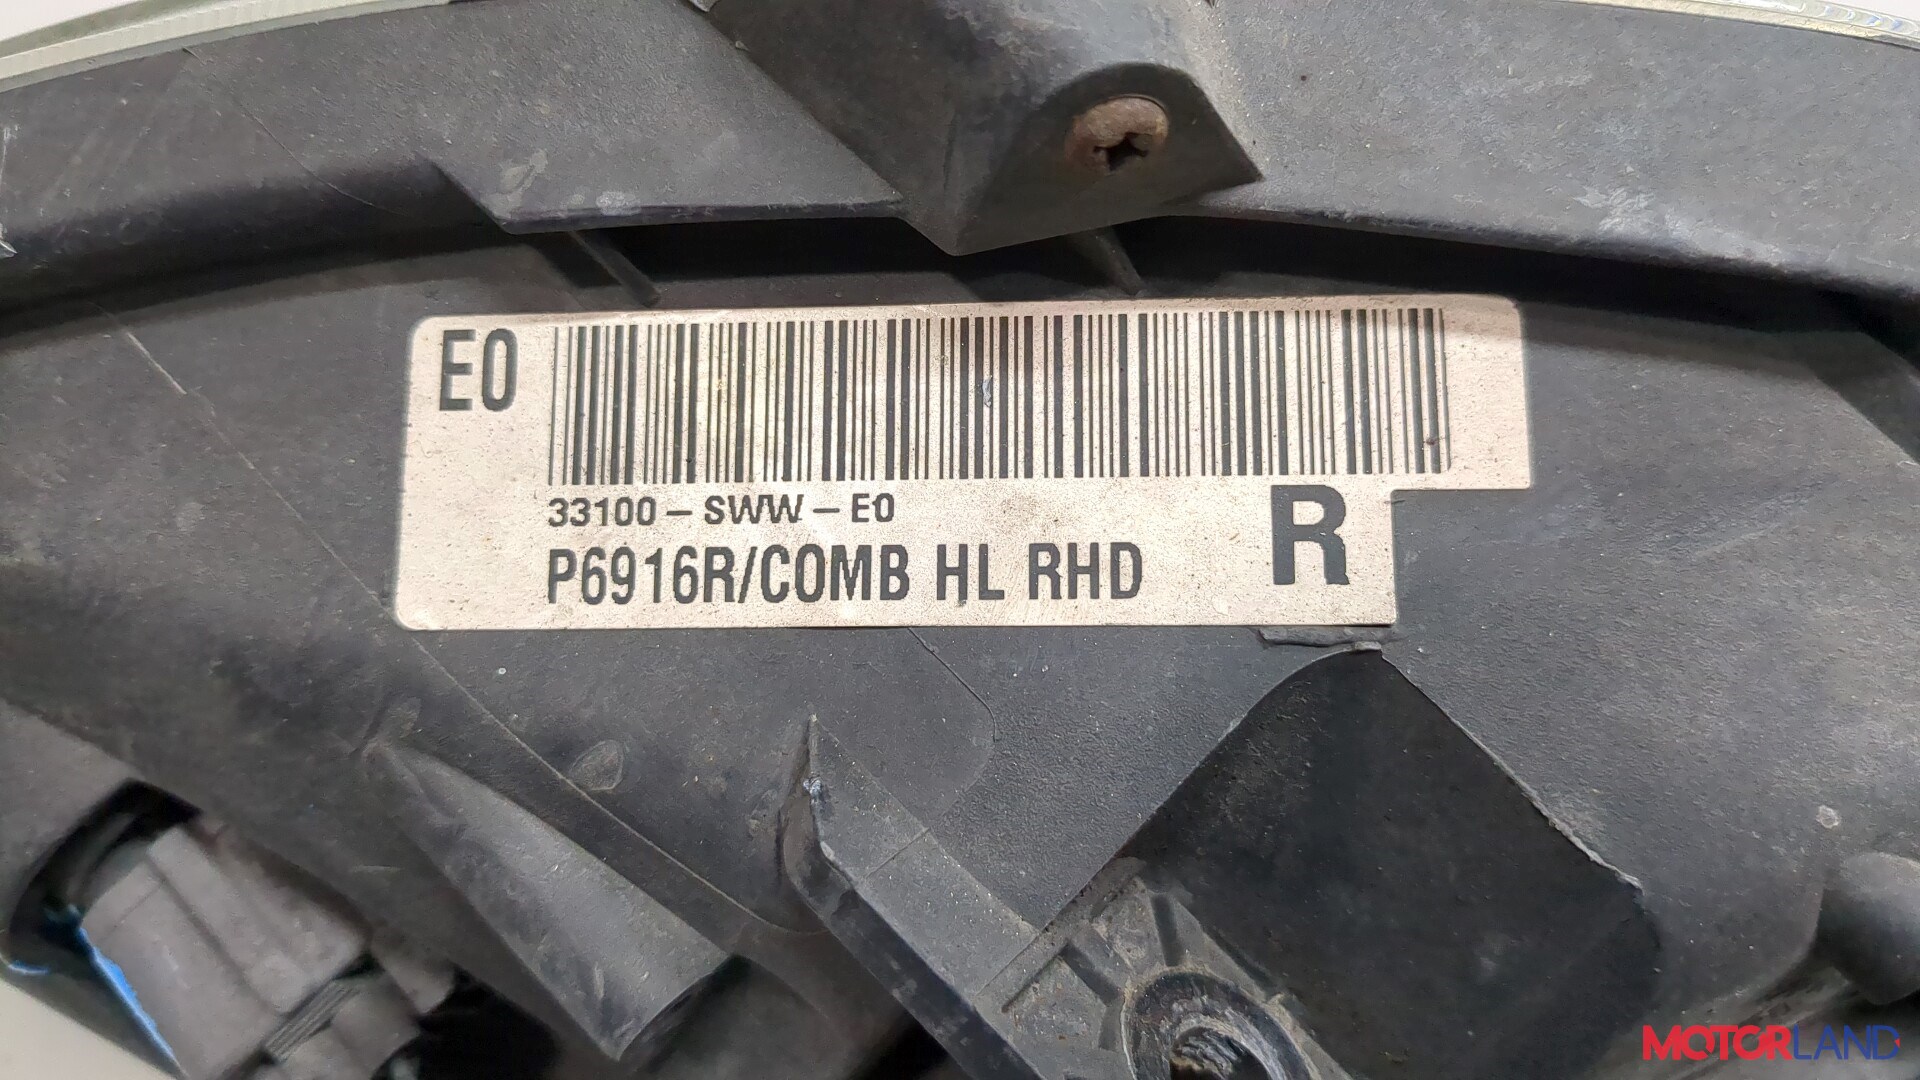 E0
33100-SWW-E0
P6916R/COMB HL RHD
R
MOTORLAND